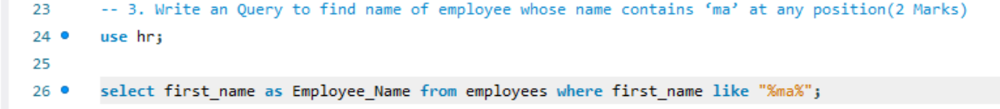 23 -- 3. Write an Query to find name of employee whose name contains ‘ma’ at any position(2 Marks)
24 use hr;
25
26 select first_name as Employee_Name from employees where first_name like "%ma%";